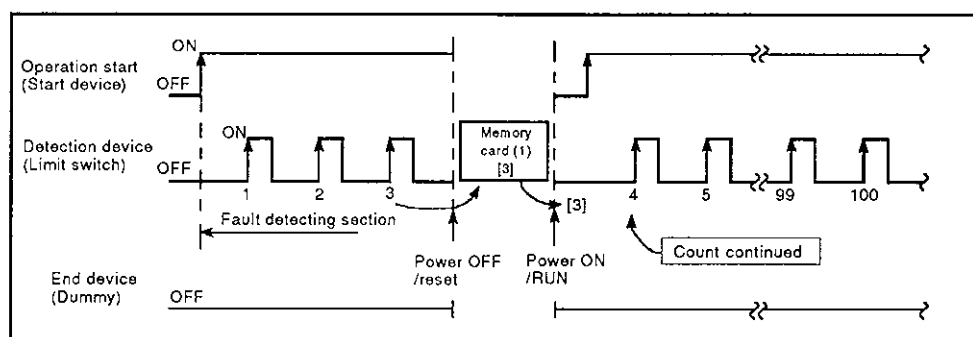 ON
Operation start
(Start device)
OFF
ON
Detection device
(Limit switch)
OFF
Memory
card (1)
[3]
1 2 3 [3] 4 5 99 100
Fault detecting section
Power OFF
/reset
Power ON
/RUN
Count continued
End device
(Dummy)
OFF